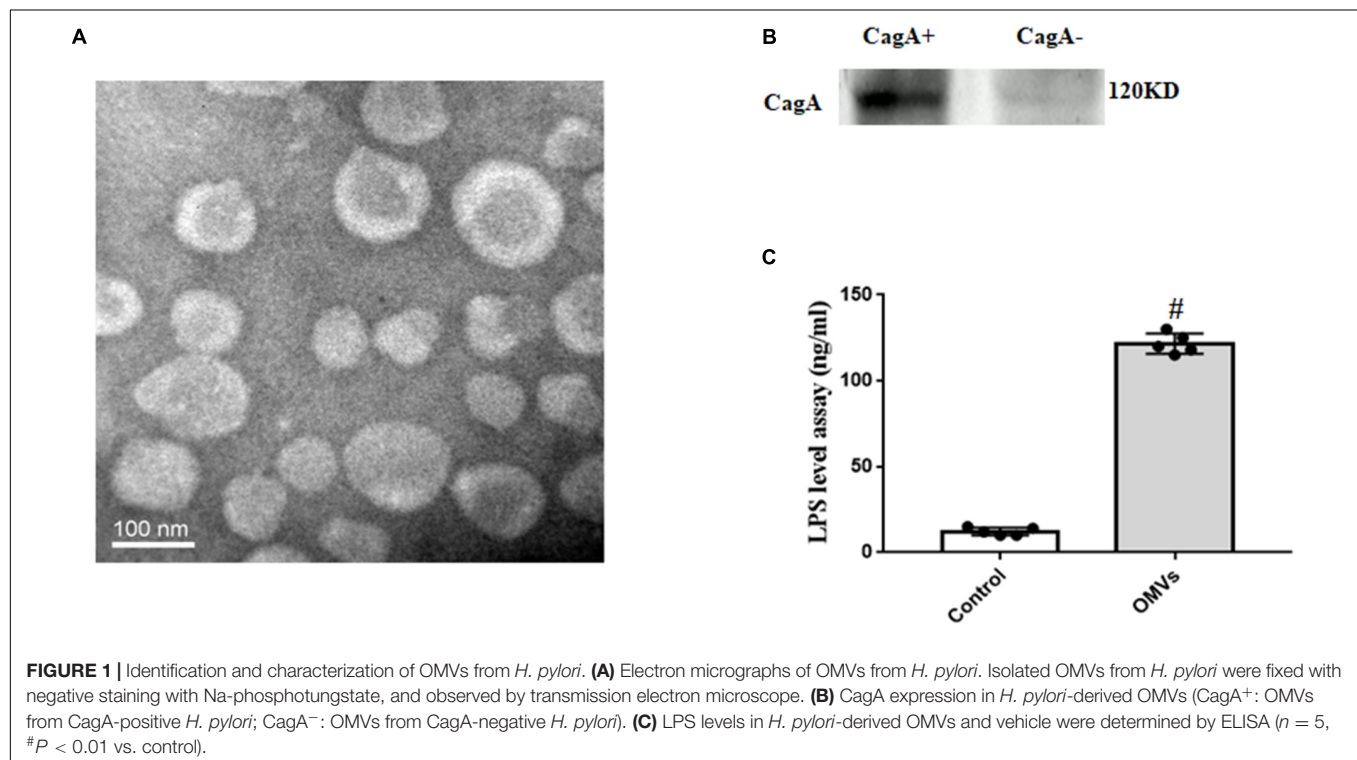 A
100 nm
B
CagA+ CagA-
CagA
120KD
C
LPS level assay (ng/ml)
150
100
50
0
#
Control
OMVs
FIGURE 1 | Identification and characterization of OMVs from H. pylori. (A) Electron micrographs of OMVs from H. pylori. Isolated OMVs from H. pylori were fixed with
negative staining with Na-phosphotungstate, and observed by transmission electron microscope. (B) CagA expression in H. pylori-derived OMVs (CagA⁺: OMVs
from CagA-positive H. pylori; CagA⁻: OMVs from CagA-negative H. pylori). (C) LPS levels in H. pylori-derived OMVs and vehicle were determined by ELISA (n = 5,
#P < 0.01 vs. control).